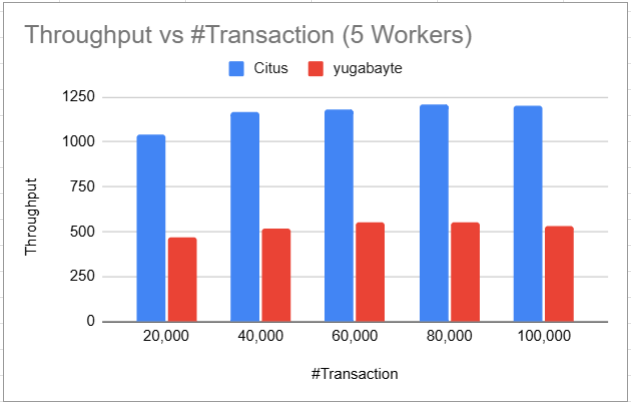 Throughput vs #Transaction (5 Workers)
Citus yugabayte
1250
1000
750
500
250
0
Throughput
20,000 40,000 60,000 80,000 100,000
#Transaction